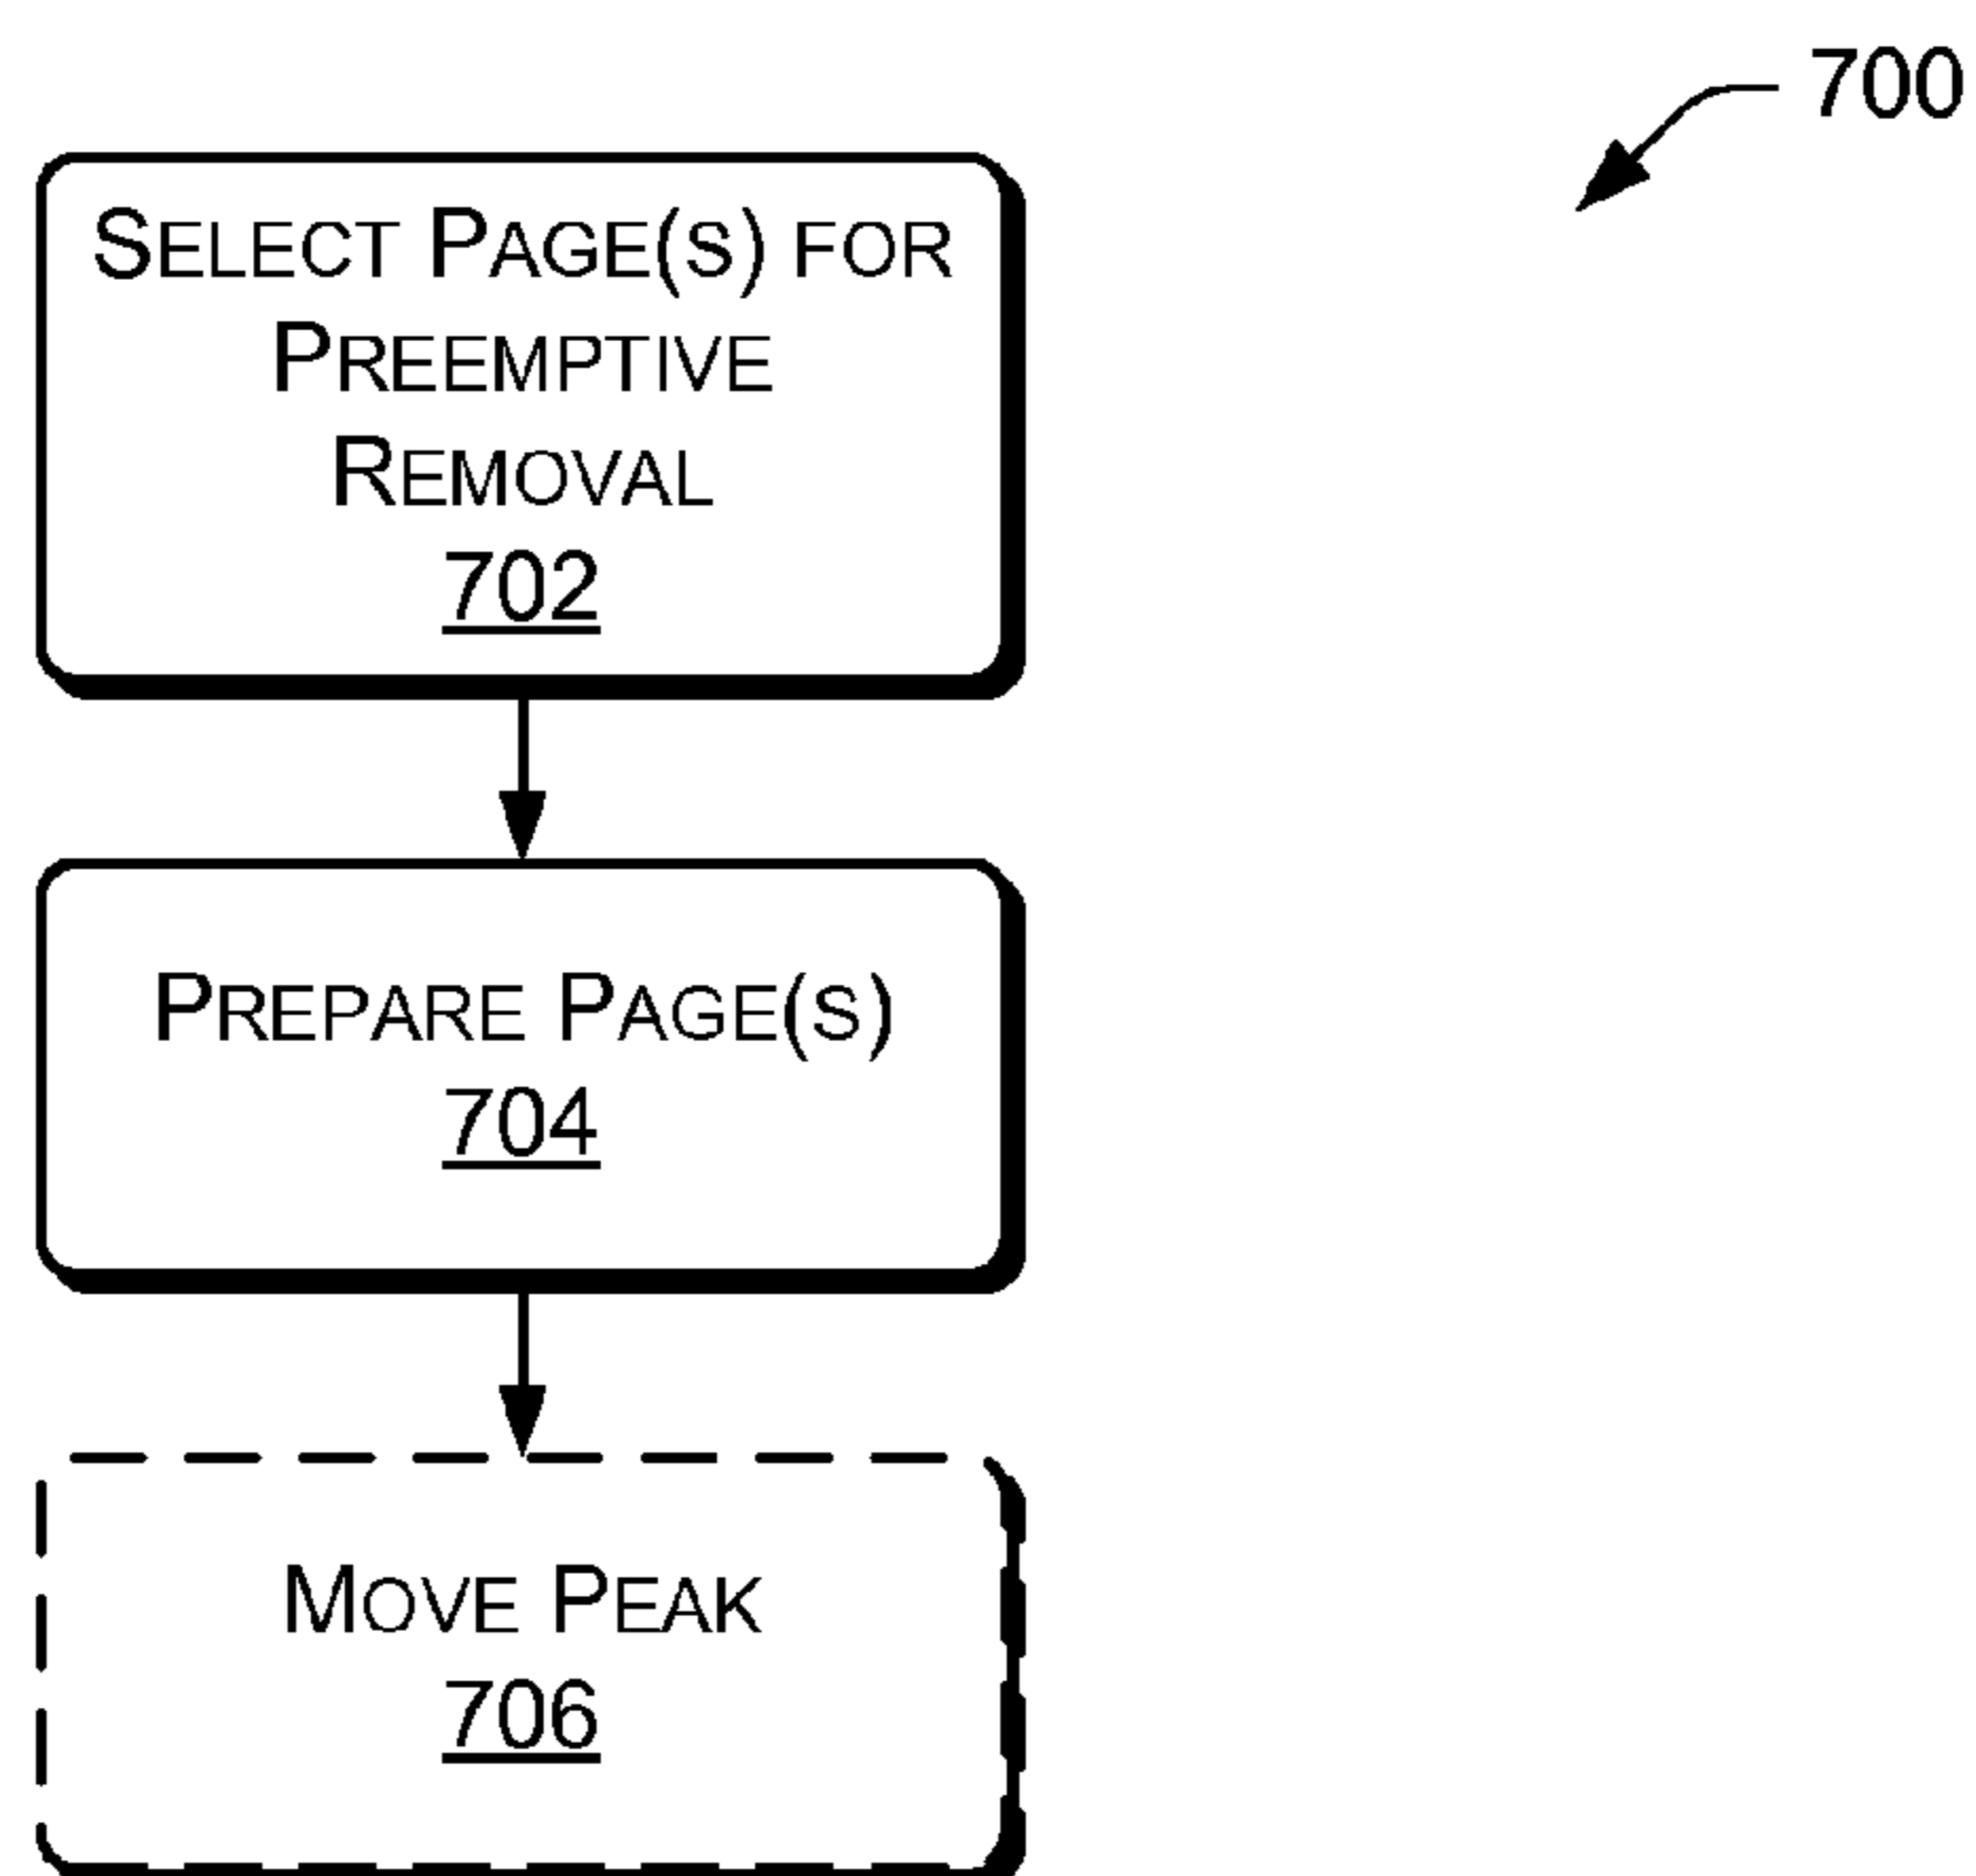 700
SELECT PAGE(S) FOR
PREEMPTIVE
REMOVAL
702
PREPARE PAGE(S)
704
MOVE PEAK
706